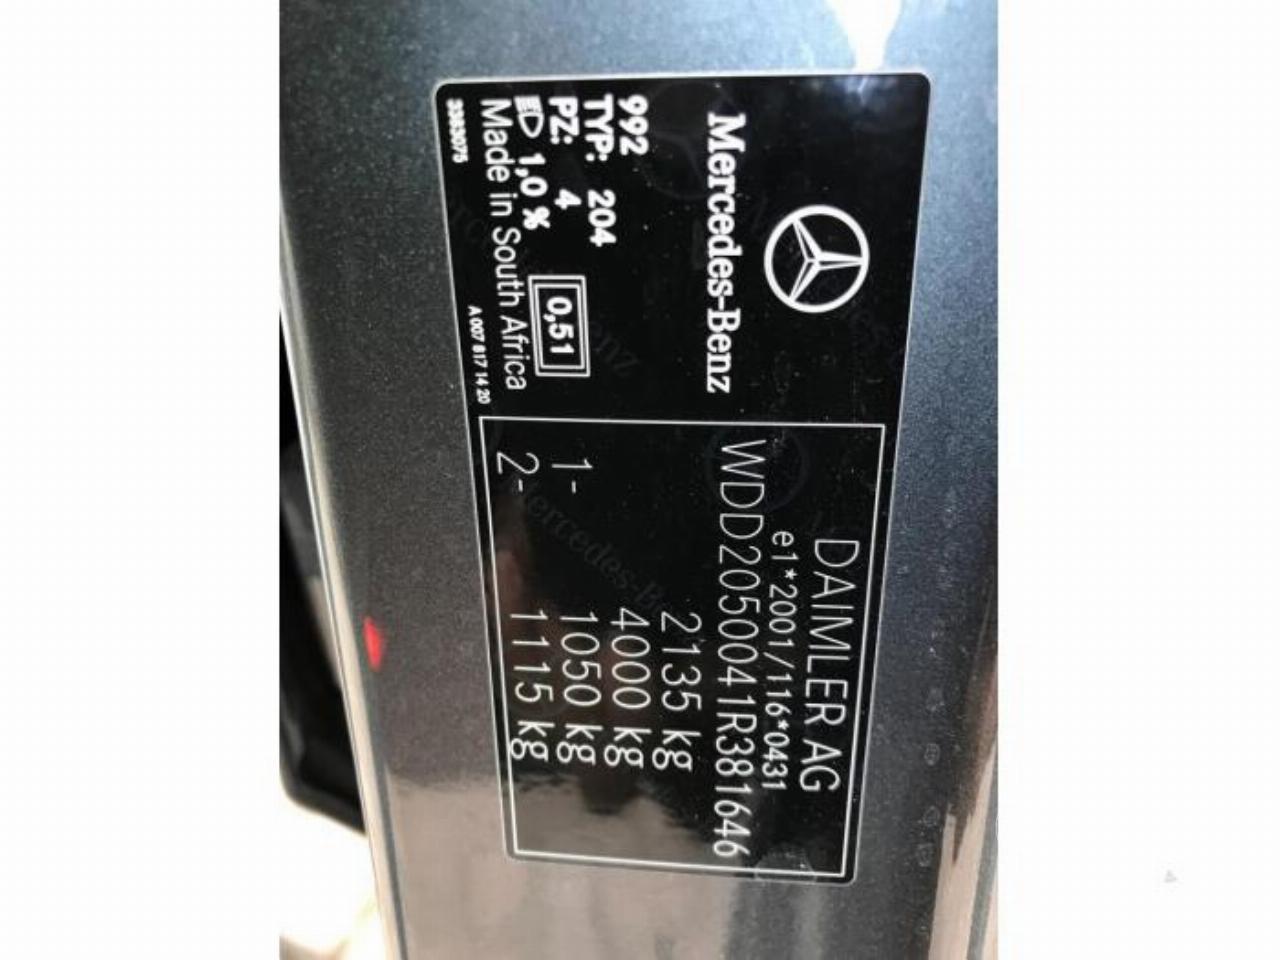 Mercedes-Benz
992
TYP: 204
PZ: 4
1,0 %
0,51
Made in South Africa
3383075
A 007 817 14 20
DAIMLER AG
e1*2001/116*0431
WDD2050041R381646
2135 kg
4000 kg
1- 1050 kg
2- 1115 kg